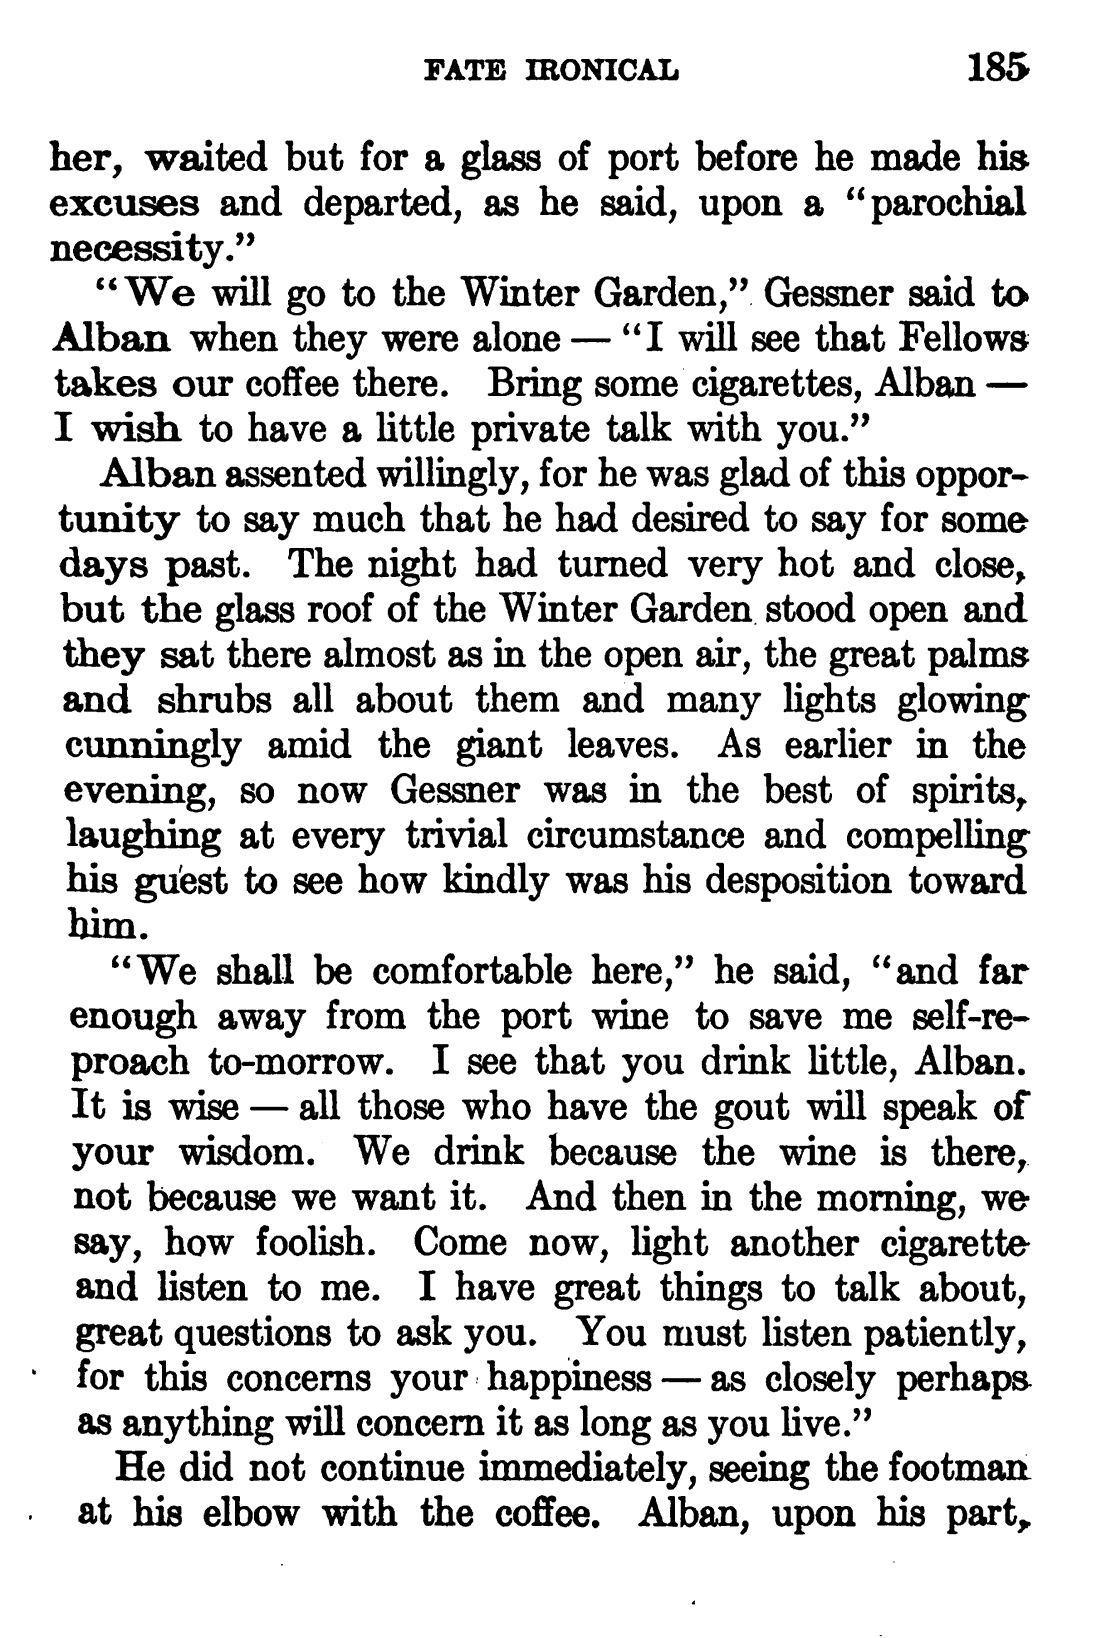 FATE IRONICAL 185
her, waited but for a glass of port before he made his
excuses and departed, as he said, upon a “parochial
necessity.”
“We will go to the Winter Garden,” Gessner said to
Alban when they were alone — “I will see that Fellows
takes our coffee there. Bring some cigarettes, Alban —
I wish to have a little private talk with you.”
Alban assented willingly, for he was glad of this oppor-
tunity to say much that he had desired to say for some
days past. The night had turned very hot and close,
but the glass roof of the Winter Garden stood open and
they sat there almost as in the open air, the great palms
and shrubs all about them and many lights glowing
cunningly amid the giant leaves. As earlier in the
evening, so now Gessner was in the best of spirits,
laughing at every trivial circumstance and compelling
his guest to see how kindly was his desposition toward
him.
“We shall be comfortable here,” he said, “and far
enough away from the port wine to save me self-re-
proach to-morrow. I see that you drink little, Alban.
It is wise — all those who have the gout will speak of
your wisdom. We drink because the wine is there,
not because we want it. And then in the morning, we
say, how foolish. Come now, light another cigarette
and listen to me. I have great things to talk about,
great questions to ask you. You must listen patiently,
for this concerns your happiness — as closely perhaps
as anything will concern it as long as you live.”
He did not continue immediately, seeing the footman
at his elbow with the coffee. Alban, upon his part,